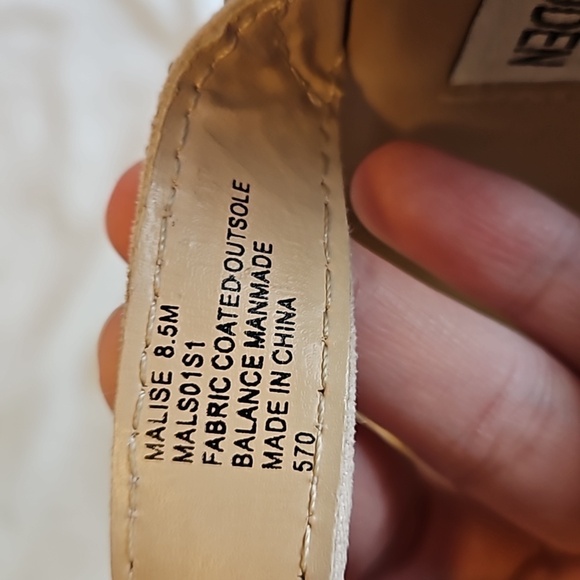 MALISE 8.5M
MALS01S1
FABRIC COATED OUTSOLE
BALANCE MANMADE
MADE IN CHINA
570